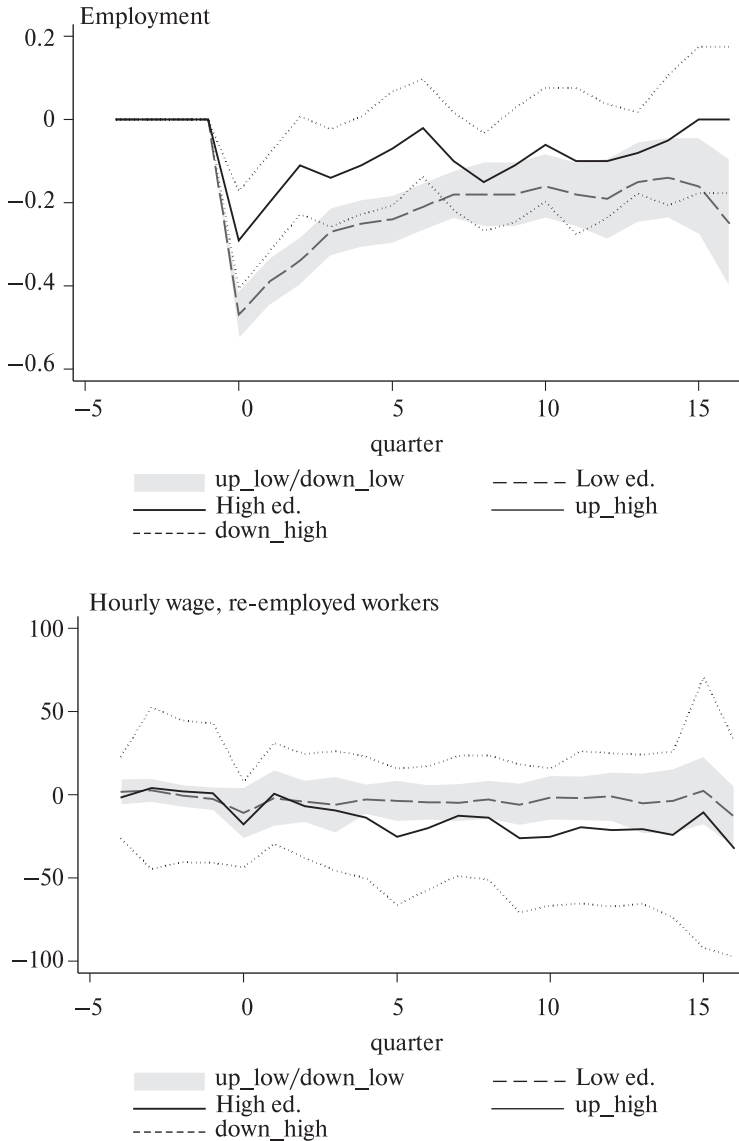 Employment
0.2
0
−0.2
−0.4
−0.6
−5 0 5 10 15
quarter
up_low/down_low Low ed.
High ed. up_high
down_high
Hourly wage, re-employed workers
100
50
0
−50
−100
−5 0 5 10 15
quarter
up_low/down_low Low ed.
High ed. up_high
down_high